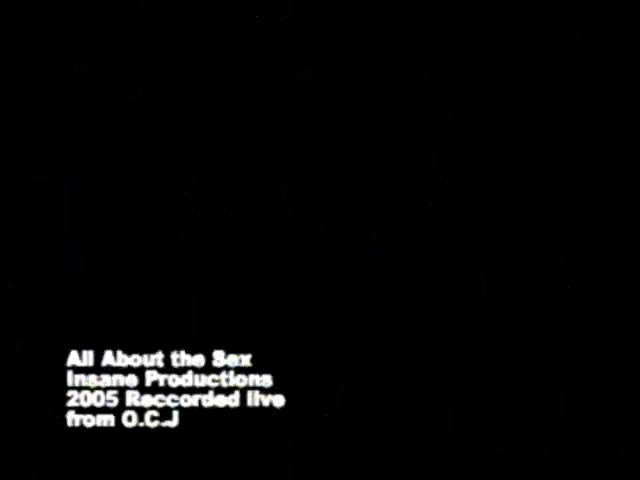 All About the Sex
Insane Productions
2005 Reccorded live
from O.C.J